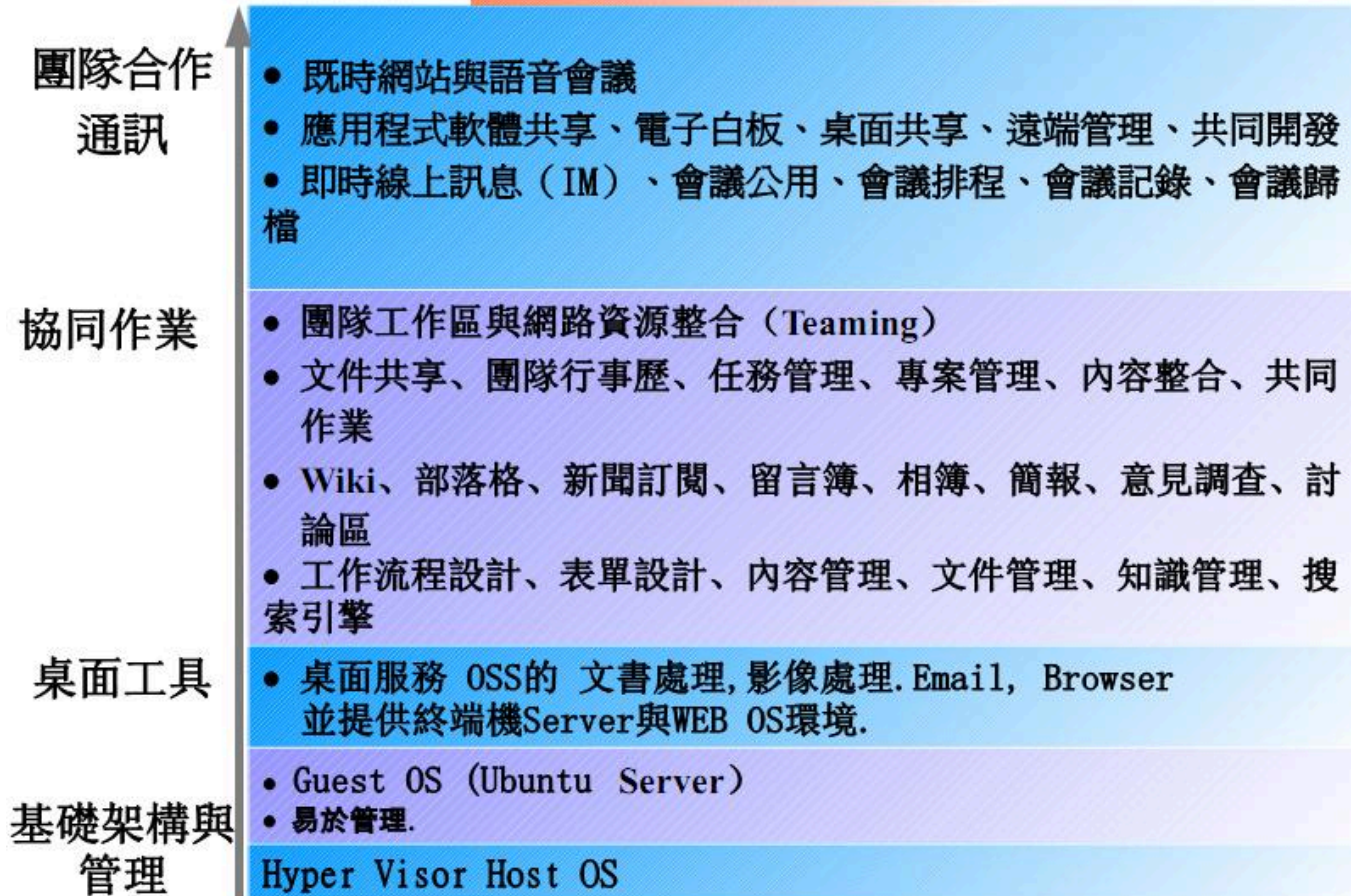 團隊合作
通訊
• 既時網站與語音會議
• 應用程式軟體共享、電子白板、桌面共享、遠端管理、共同開發
• 即時線上訊息（IM）、會議公用、會議排程、會議記錄、會議歸
檔
協同作業
• 團隊工作區與網路資源整合（Teaming）
• 文件共享、團隊行事歷、任務管理、專案管理、內容整合、共同
作業
• Wiki、部落格、新聞訂閱、留言簿、相簿、簡報、意見調查、討
論區
• 工作流程設計、表單設計、內容管理、文件管理、知識管理、搜
索引擎
桌面工具
• 桌面服務 OSS的 文書處理,影像處理.Email, Browser
並提供終端機Server與WEB OS環境.
基礎架構與
管理
• Guest OS (Ubuntu Server)
• 易於管理.
Hyper Visor Host OS